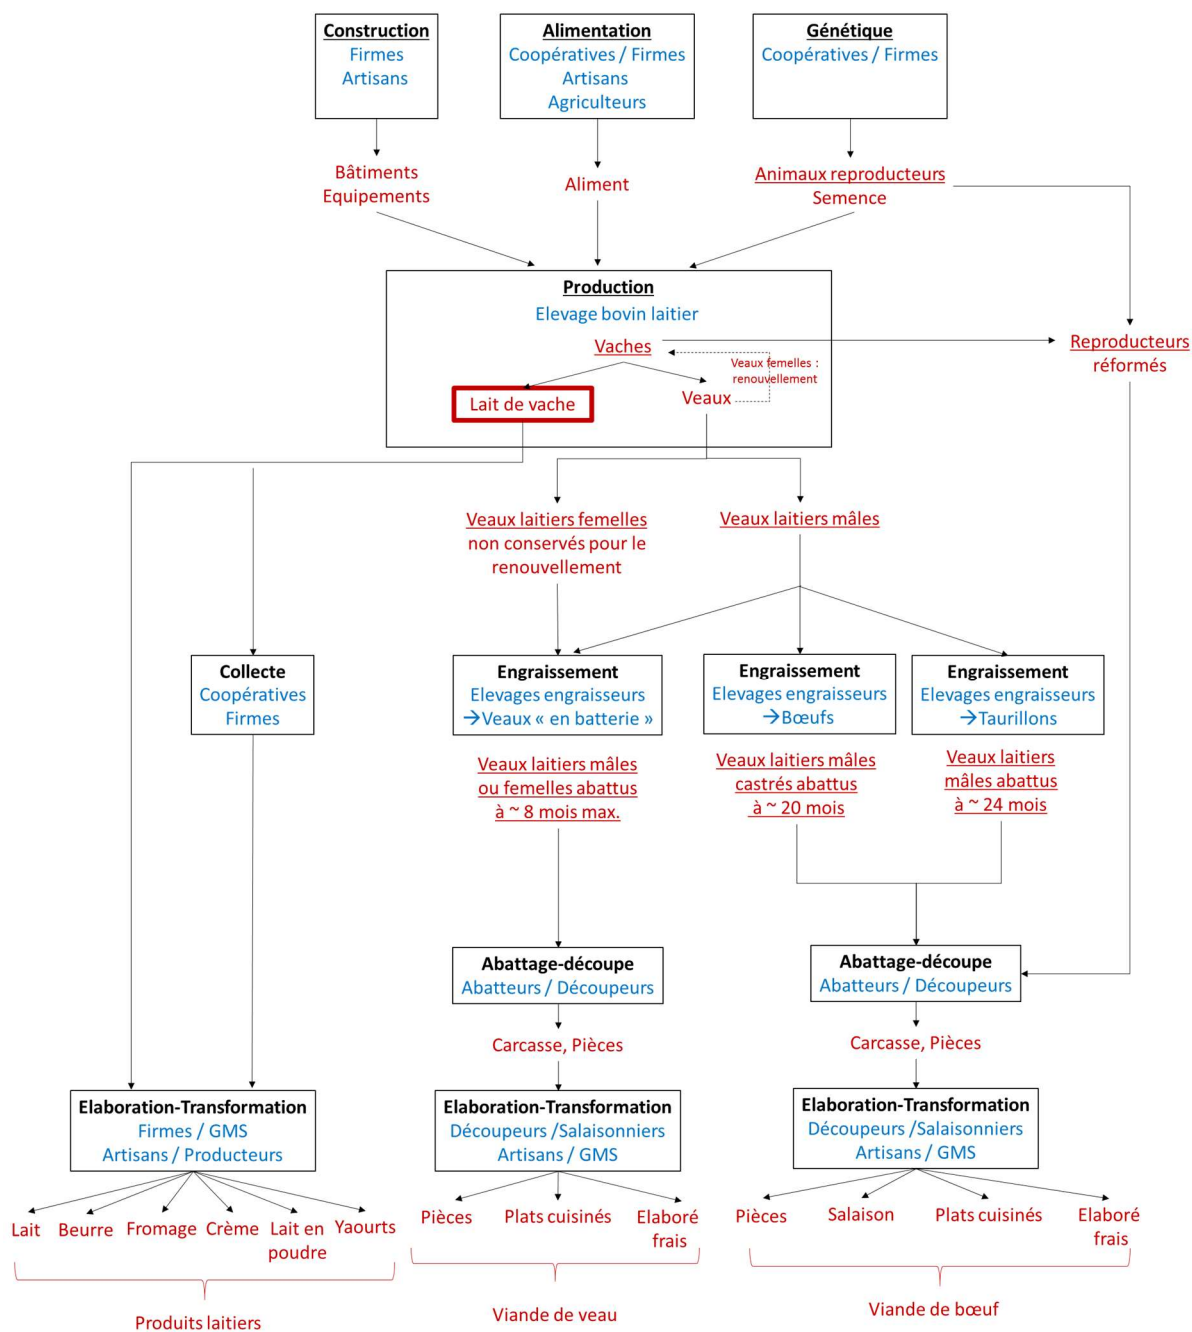 Construction
Firmes
Artisans
Alimentation
Coopératives / Firmes
Artisans
Agriculteurs
Génétique
Coopératives / Firmes
Bâtiments
Equipements
Aliment
Animaux reproducteurs
Semence
Production
Elevage bovin laitier
Vaches
Veaux femelles :
renouvellement
Lait de vache
Veaux
Reproducteurs
réformés
Veaux laitiers femelles
non conservés pour le
renouvellement
Veaux laitiers mâles
Collecte
Coopératives
Firmes
Engraissement
Elevages engraisseurs
→Veaux « en batterie »
Engraissement
Elevages engraisseurs
→Bœufs
Engraissement
Elevages engraisseurs
→Taurillons
Veaux laitiers mâles
ou femelles abattus
à ~ 8 mois max.
Veaux laitiers mâles
castrés abattus
à ~ 20 mois
Veaux laitiers
mâles abattus
à ~ 24 mois
Abattage-découpe
Abatteurs / Découpeurs
Abattage-découpe
Abatteurs / Découpeurs
Carcasse, Pièces
Carcasse, Pièces
Elaboration-Transformation
Firmes / GMS
Artisans / Producteurs
Elaboration-Transformation
Découpeurs /Salaisonniers
Artisans / GMS
Elaboration-Transformation
Découpeurs /Salaisonniers
Artisans / GMS
Lait
Beurre
Fromage
Crème
Lait en
poudre
Yaourts
Pièces
Plats cuisinés
Elaboré
frais
Pièces
Salaison
Plats cuisinés
Elaboré
frais
Produits laitiers
Viande de veau
Viande de bœuf